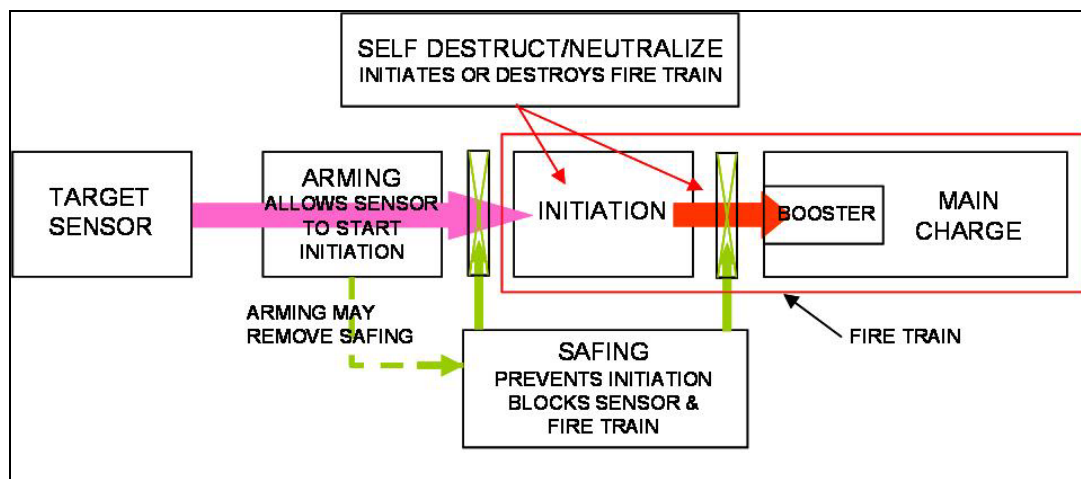 SELF DESTRUCT/NEUTRALIZE
INITIATES OR DESTROYS FIRE TRAIN
TARGET
SENSOR
ARMING
ALLOWS SENSOR
TO START
INITIATION
INITIATION
BOOSTER
MAIN
CHARGE
ARMING MAY
REMOVE SAFING
SAFING
PREVENTS INITIATION
BLOCKS SENSOR &
FIRE TRAIN
FIRE TRAIN